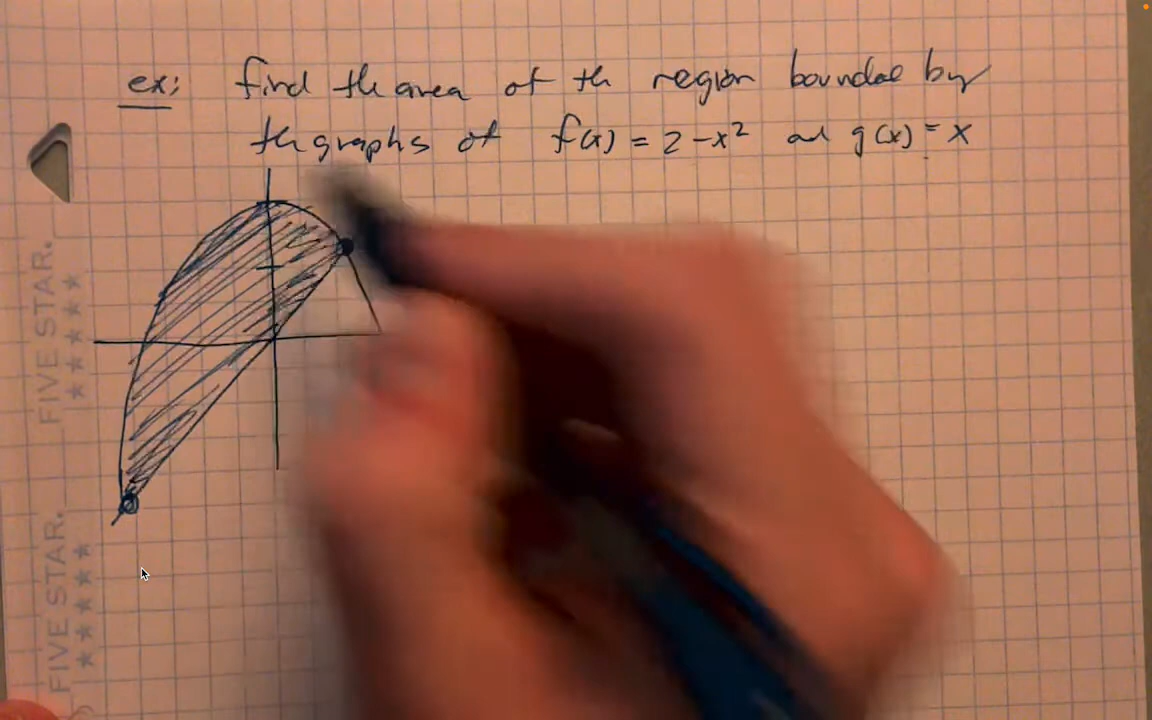 ex: find the area of the region bounded by
the graphs of f(x) = 2 - x² and g(x) = x
FIVE STAR.
★★★★★
FIVE STAR.
★★★★★